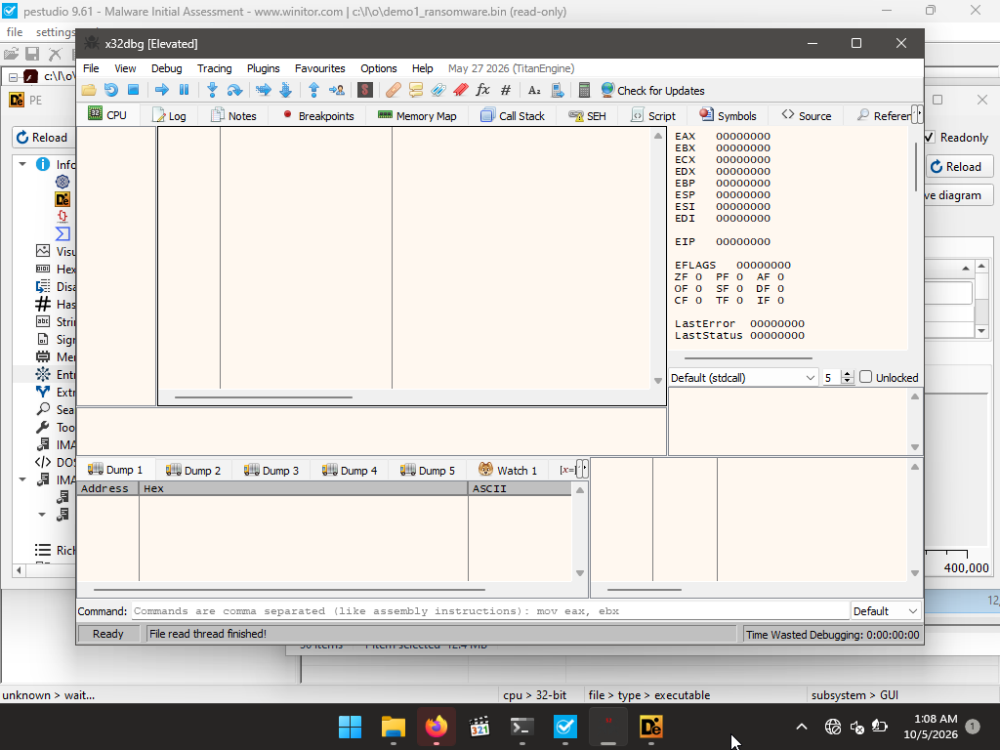 pestudio 9.61 - Malware Initial Assessment - www.winitor.com | c:\l\o\demo1_ransomware.bin (read-only)
file settings
x32dbg [Elevated]
File View Debug Tracing Plugins Favourites Options Help May 27 2026 (TitanEngine)
Check for Updates
CPU Log Notes Breakpoints Memory Map Call Stack SEH Script Symbols Source Referen
c:\l\o\
PE
Reload
Readonly
Reload
ve diagram
Info
Visu
Hex
Disa
Has
Strin
Sign
Mem
Entr
Extr
Sea
Too
IMA
DOS
IMA
Rich
EAX 00000000
EBX 00000000
ECX 00000000
EDX 00000000
EBP 00000000
ESP 00000000
ESI 00000000
EDI 00000000
EIP 00000000
EFLAGS 00000000
ZF 0 PF 0 AF 0
OF 0 SF 0 DF 0
CF 0 TF 0 IF 0
LastError 00000000
LastStatus 00000000
Default (stdcall) 5 Unlocked
Dump 1 Dump 2 Dump 3 Dump 4 Dump 5 Watch 1 [x=]
Address Hex ASCII
400,000
Command: Commands are comma separated (like assembly instructions): mov eax, ebx Default
Ready File read thread finished! Time Wasted Debugging: 0:00:00:00
12,
unknown > wait... cpu > 32-bit file > type > executable subsystem > GUI
321
1:08 AM
10/5/2026
1